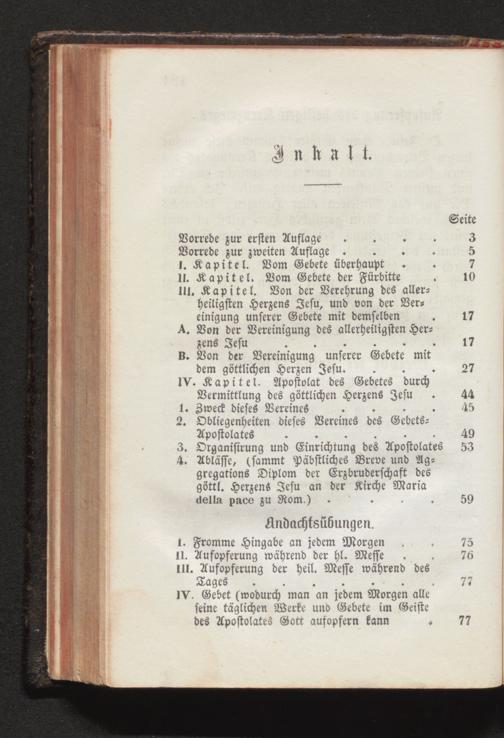 Inhalt.
Seite
Vorrede zur ersten Auflage . . . . 3
Vorrede zur zweiten Auflage . . . . 5
I. Kapitel. Vom Gebete überhaupt . . 7
II. Kapitel. Vom Gebete der Fürbitte . 10
III. Kapitel. Von der Verehrung des aller-
heiligsten Herzens Jesu, und von der Ver-
einigung unserer Gebete mit demselben . 17
A. Von der Vereinigung des allerheiligsten Her-
zens Jesu . . . . . . 17
B. Von der Vereinigung unserer Gebete mit
dem göttlichen Herzen Jesu. . . . 27
IV. Kapitel. Apostolat des Gebetes durch
Vermittlung des göttlichen Herzens Jesu . 44
1. Zweck dieses Vereines . . . . 45
2. Obliegenheiten dieses Vereines des Gebets-
Apostolates . . . . . . 49
3. Organisirung und Einrichtung des Apostolates 53
4. Ablässe, (sammt Päbstliches Breve und Ag-
gregations Diplom der Erzbruderschaft des
göttl. Herzens Jesu an der Kirche Maria
della pace zu Rom.) . . . . 59
Andachtsübungen.
I. Fromme Hingabe an jedem Morgen . . 75
II. Aufopferung während der hl. Messe . . 76
III. Aufopferung der heil. Messe während des
Tages . . . . . . . 77
IV. Gebet (wodurch man an jedem Morgen alle
seine täglichen Werke und Gebete im Geiste
des Apostolates Gott aufopfern kann . 77